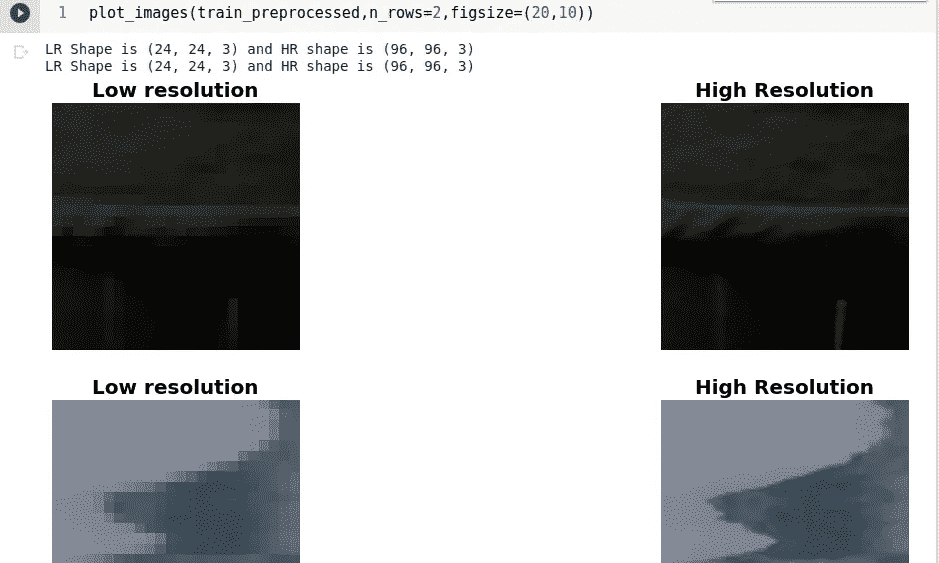 1 plot_images(train_preprocessed,n_rows=2,figsize=(20,10))
LR Shape is (24, 24, 3) and HR shape is (96, 96, 3)
LR Shape is (24, 24, 3) and HR shape is (96, 96, 3)
Low resolution High Resolution
Low resolution High Resolution